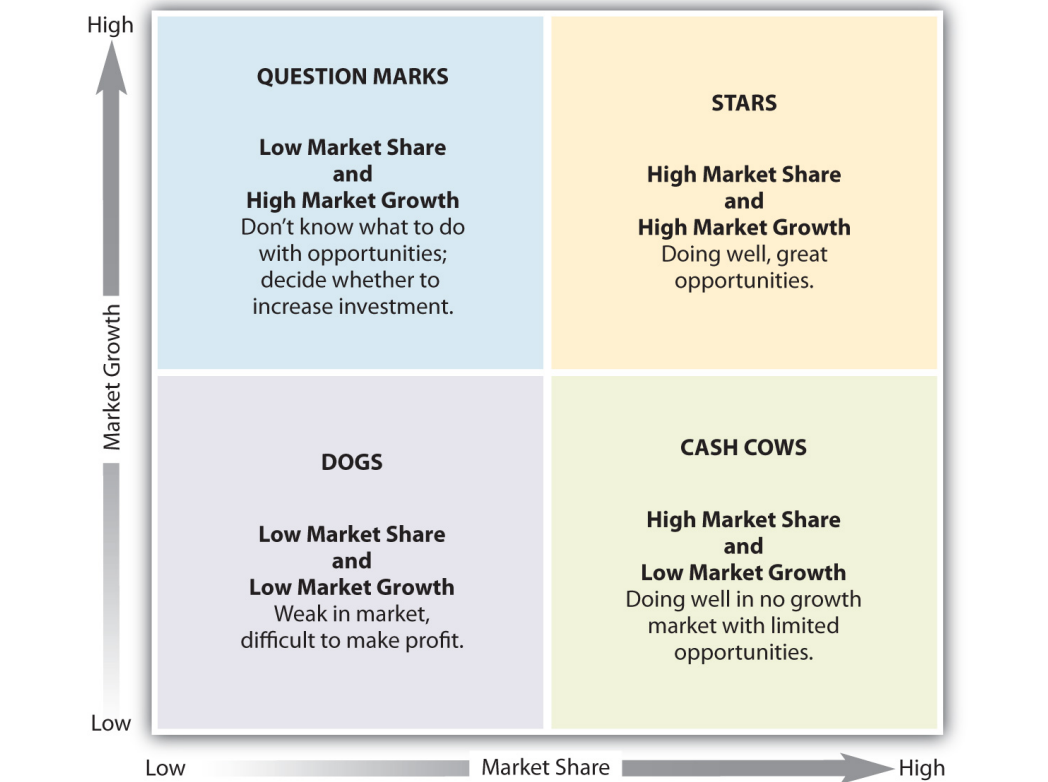 High
QUESTION MARKS
Low Market Share
and
High Market Growth
Don’t know what to do
with opportunities;
decide whether to
increase investment.
STARS
High Market Share
and
High Market Growth
Doing well, great
opportunities.
Market Growth
DOGS
Low Market Share
and
Low Market Growth
Weak in market,
difficult to make profit.
CASH COWS
High Market Share
and
Low Market Growth
Doing well in no growth
market with limited
opportunities.
Low
Low
Market Share
High